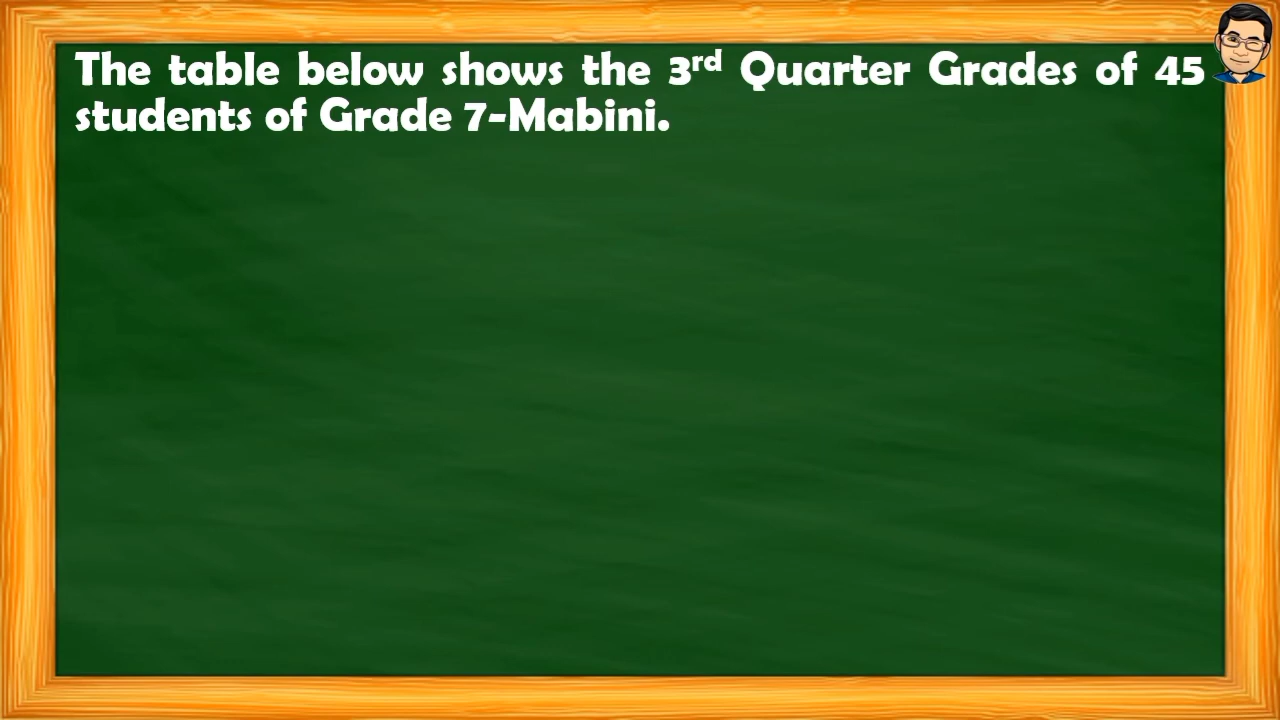 The table below shows the 3rd Quarter Grades of 45
students of Grade 7-Mabini.